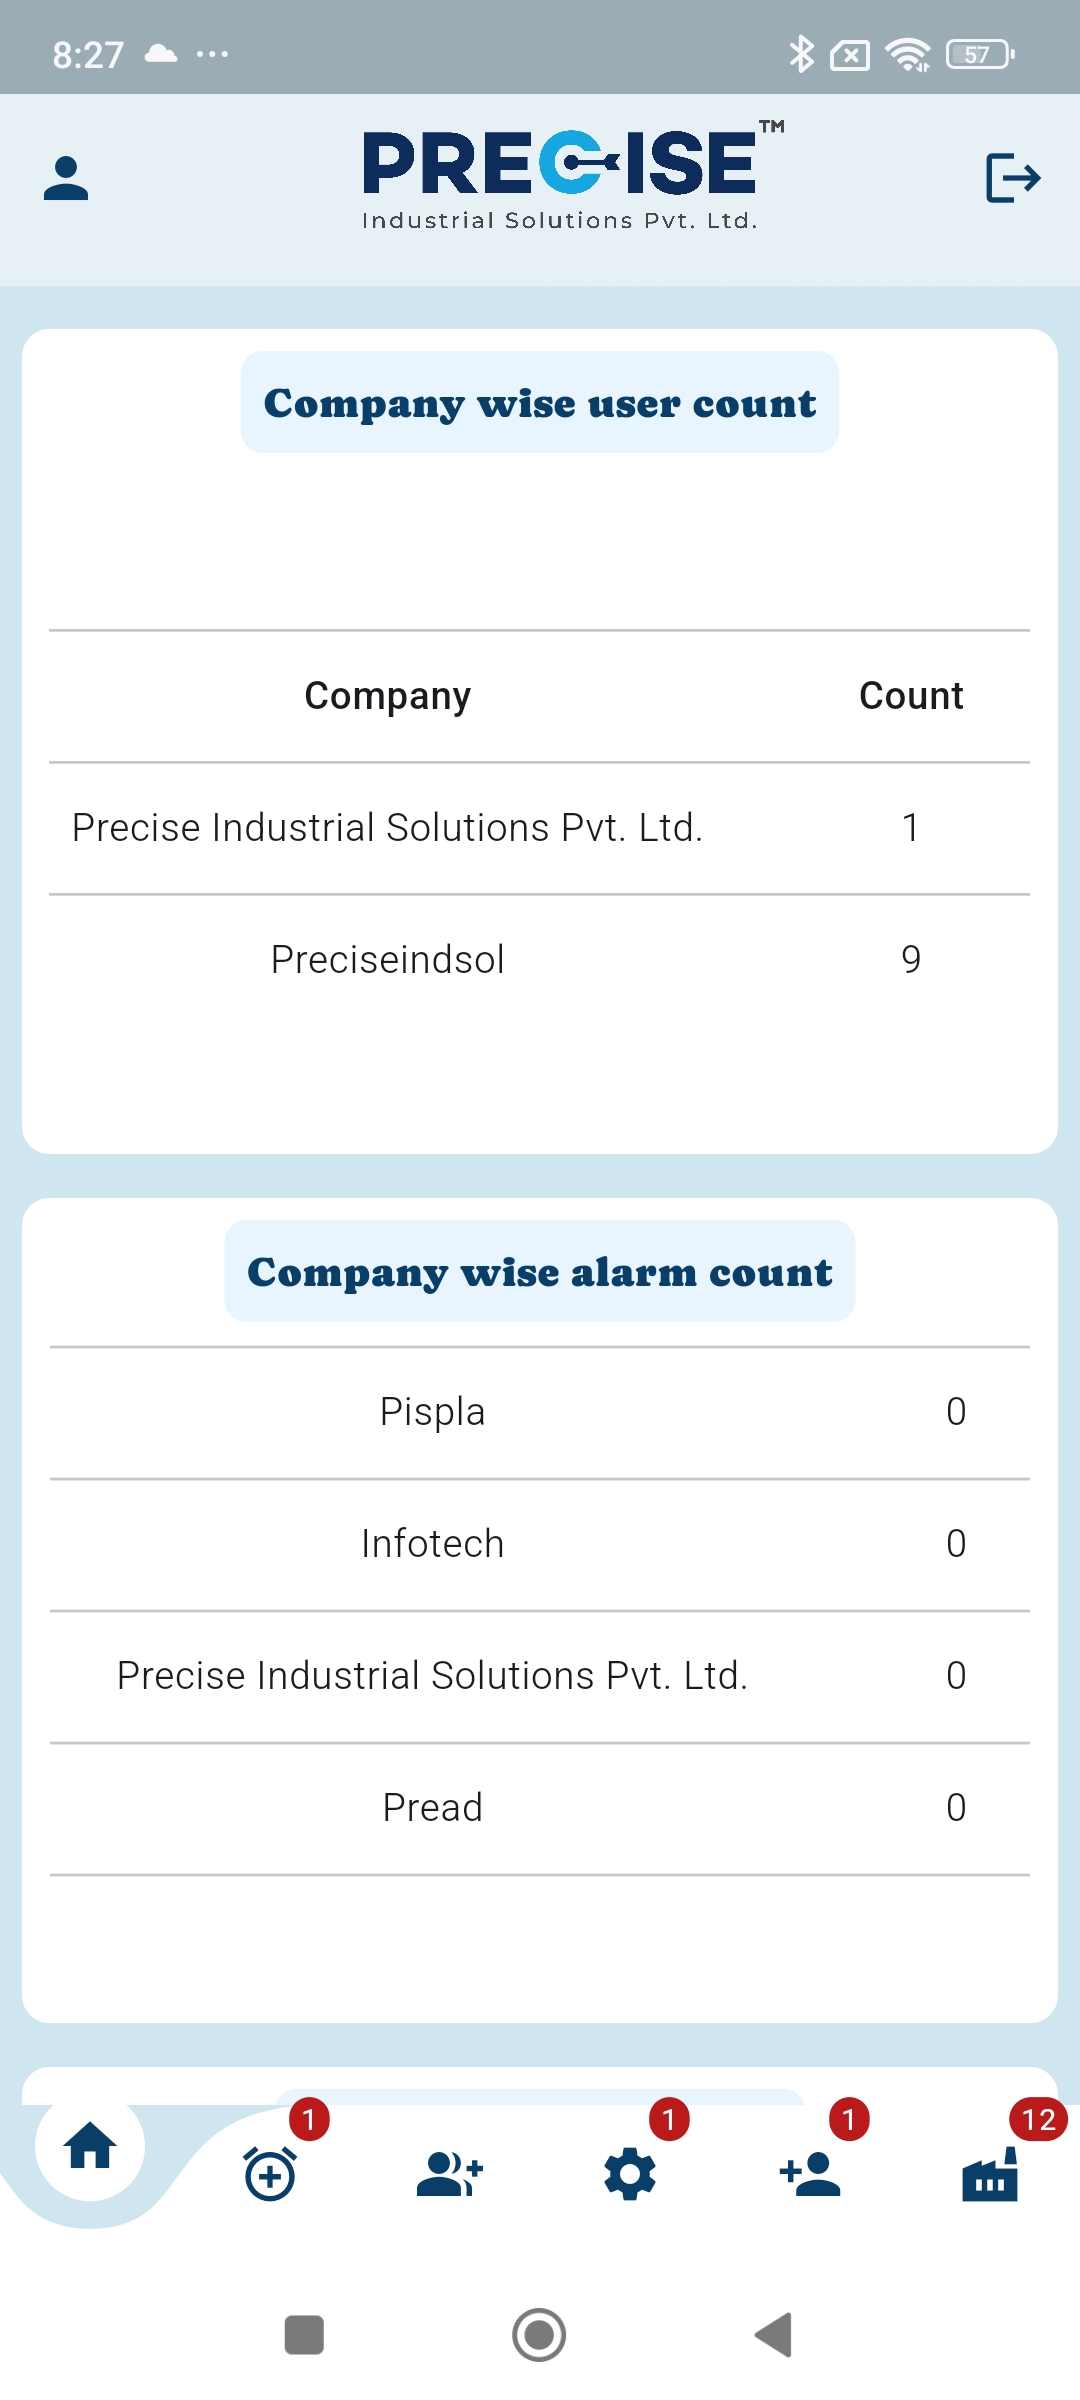 8:27
57
PRECISE™
Industrial Solutions Pvt. Ltd.
Company wise user count
Company Count
Precise Industrial Solutions Pvt. Ltd. 1
Preciseindsol 9
Company wise alarm count
Pispla 0
Infotech 0
Precise Industrial Solutions Pvt. Ltd. 0
Pread 0
1 1 1 12